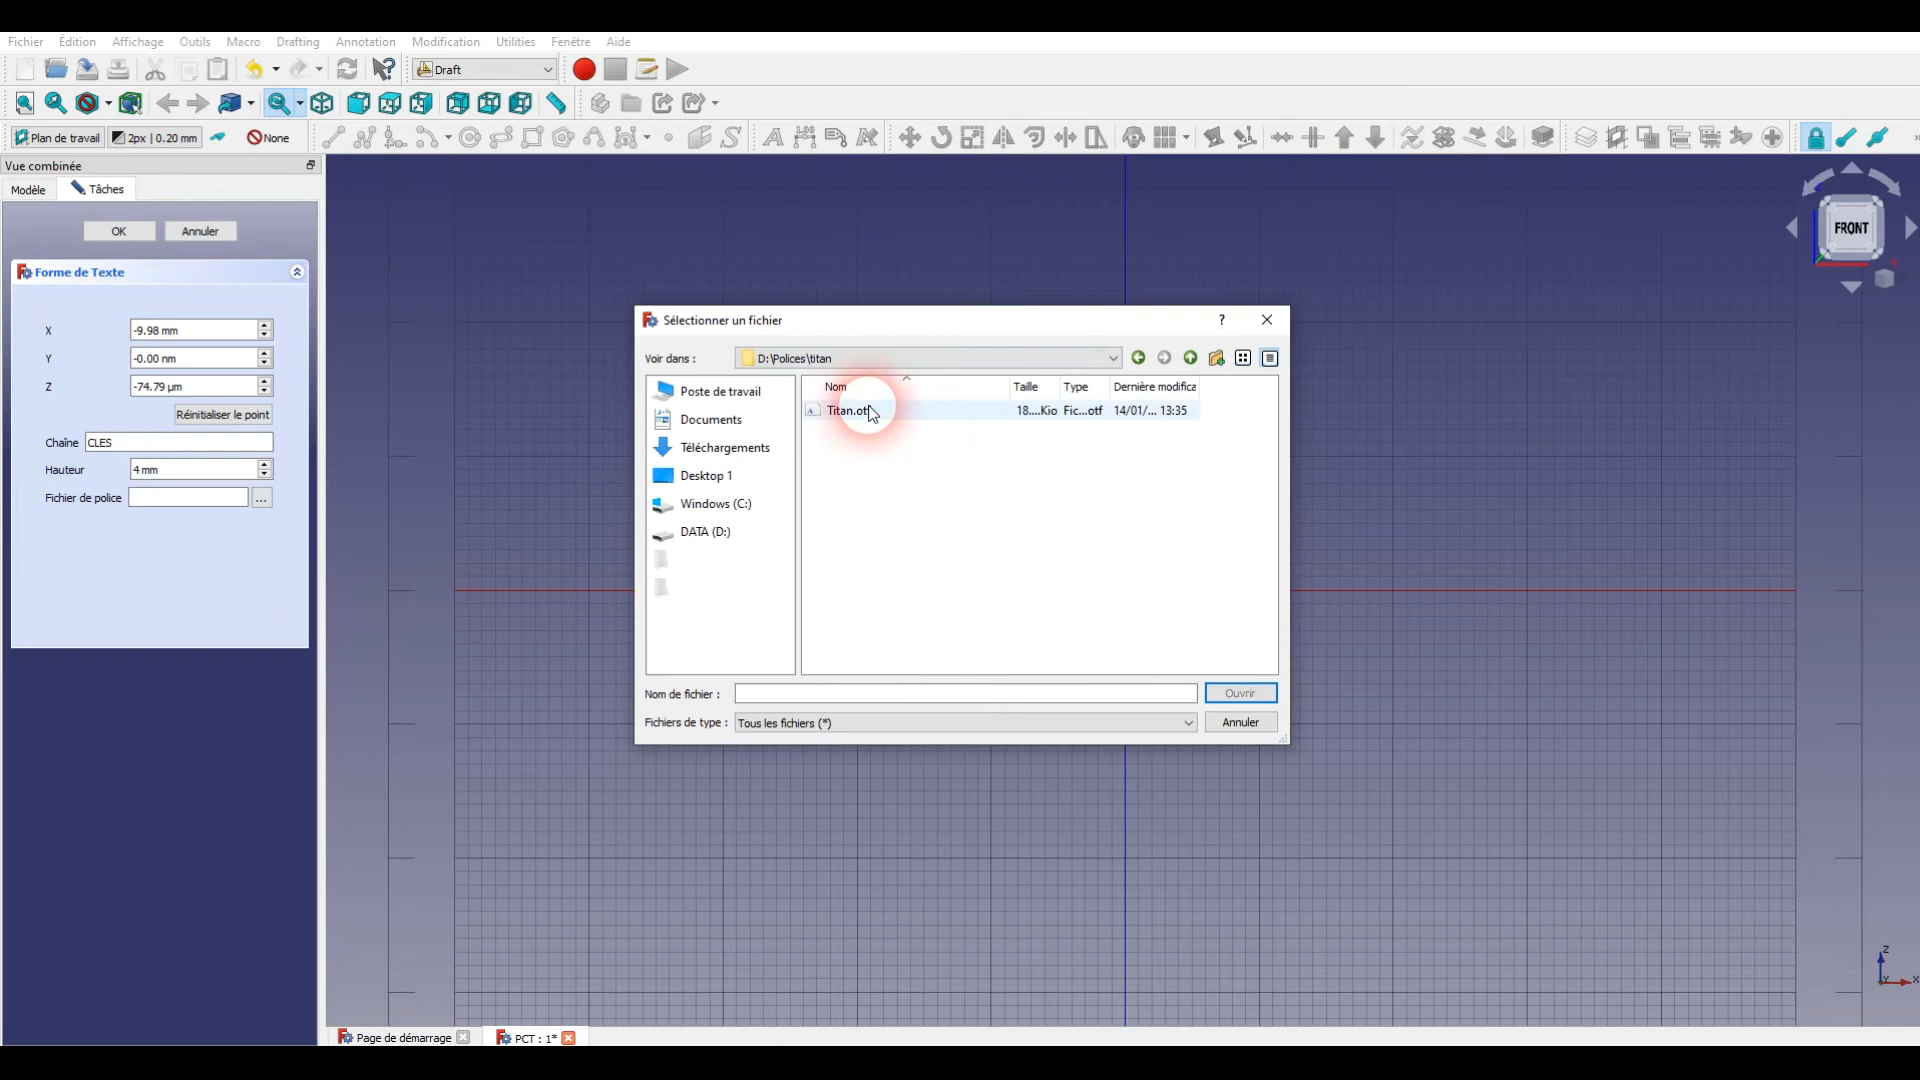 Fichier Édition Affichage Outils Macro Drafting Annotation Modification Utilities Fenêtre Aide
Draft
Plan de travail 2px | 0.20 mm None
Vue combinée
Modèle Tâches
OK Annuler
Forme de Texte
X -9.98 mm
Y -0.00 nm
Z -74.79 µm
Réinitialiser le point
Chaîne CLES
Hauteur 4 mm
Fichier de police ...
FRONT
Sélectionner un fichier ?
Voir dans : D:\Polices\titan
Poste de travail
Documents
Téléchargements
Desktop 1
Windows (C:)
DATA (D:)
Nom Taille Type Dernière modifica
Titan.otf 18....Kio Fic...otf 14/01/... 13:35
Nom de fichier : Ouvrir
Fichiers de type : Tous les fichiers (*) Annuler
Z
Y X
Page de démarrage PCT : 1*